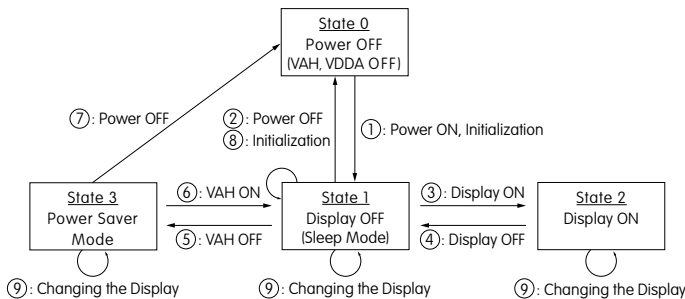 State 0
Power OFF
(VAH, VDDA OFF)
⑦: Power OFF
②: Power OFF
⑧: Initialization
①: Power ON, Initialization
State 3
Power Saver
Mode
⑥: VAH ON
⑤: VAH OFF
State 1
Display OFF
(Sleep Mode)
③: Display ON
④: Display OFF
State 2
Display ON
⑨: Changing the Display
⑨: Changing the Display
⑨: Changing the Display